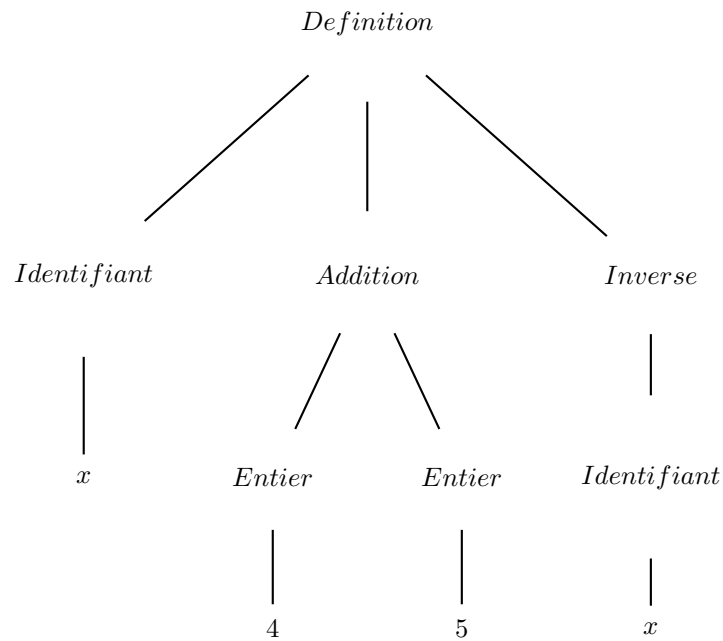 Definition
Identifiant Addition Inverse
x Entier Entier Identifiant
4 5 x